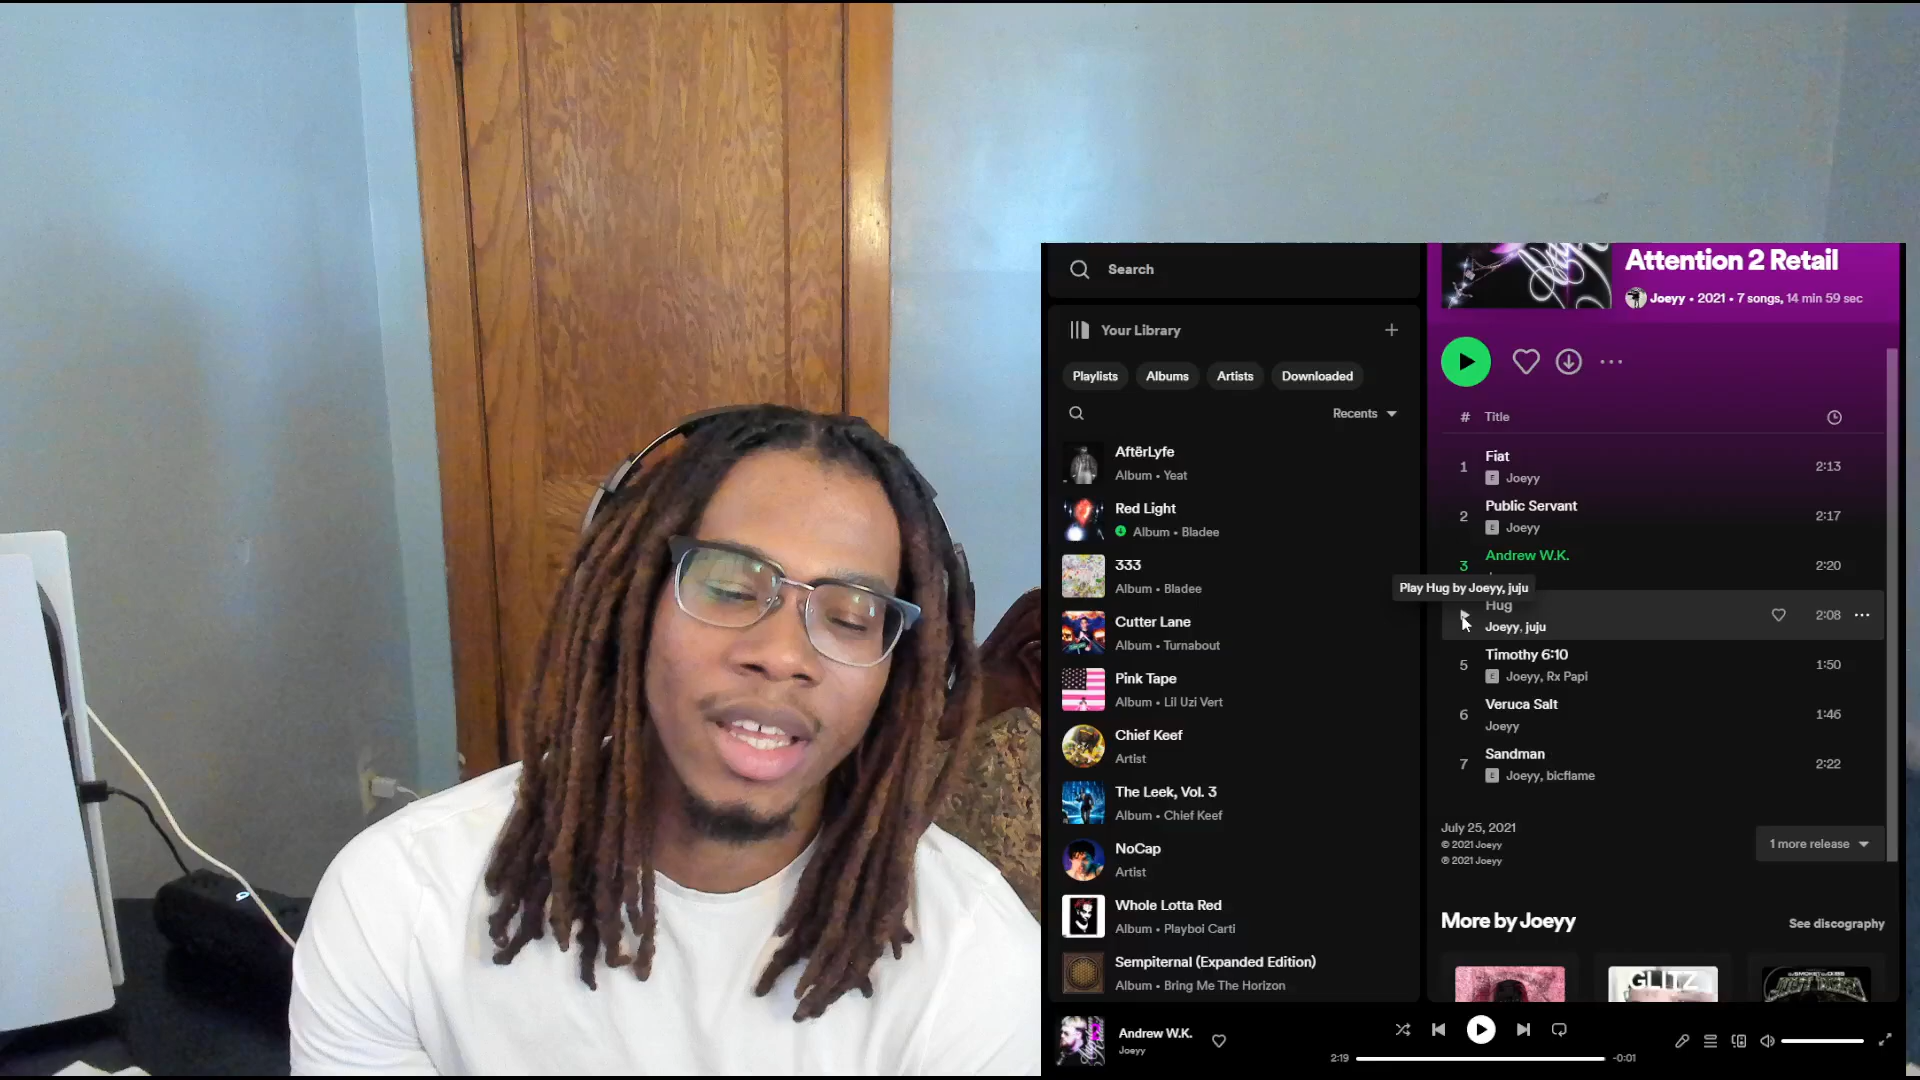 Search
Your Library
Playlists
Albums
Artists
Downloaded
Recents
AftërLyfe
Album • Yeat
Red Light
Album • Bladee
333
Album • Bladee
Cutter Lane
Album • Turnabout
Pink Tape
Album • Lil Uzi Vert
Chief Keef
Artist
The Leek, Vol. 3
Album • Chief Keef
NoCap
Artist
Whole Lotta Red
Album • Playboi Carti
Sempiternal (Expanded Edition)
Album • Bring Me The Horizon
Attention 2 Retail
Joeyy • 2021 • 7 songs, 14 min 59 sec
# Title
1 Fiat 2:13
E Joeyy
2 Public Servant 2:17
E Joeyy
3 Andrew W.K. 2:20
Play Hug by Joeyy, juju
Hug 2:08
Joeyy, juju
5 Timothy 6:10 1:50
E Joeyy, Rx Papi
6 Veruca Salt 1:46
Joeyy
7 Sandman 2:22
E Joeyy, bicflame
July 25, 2021
© 2021 Joeyy
℗ 2021 Joeyy
1 more release
More by Joeyy
See discography
GLITZ
Andrew W.K.
Joeyy
2:19
-0:01